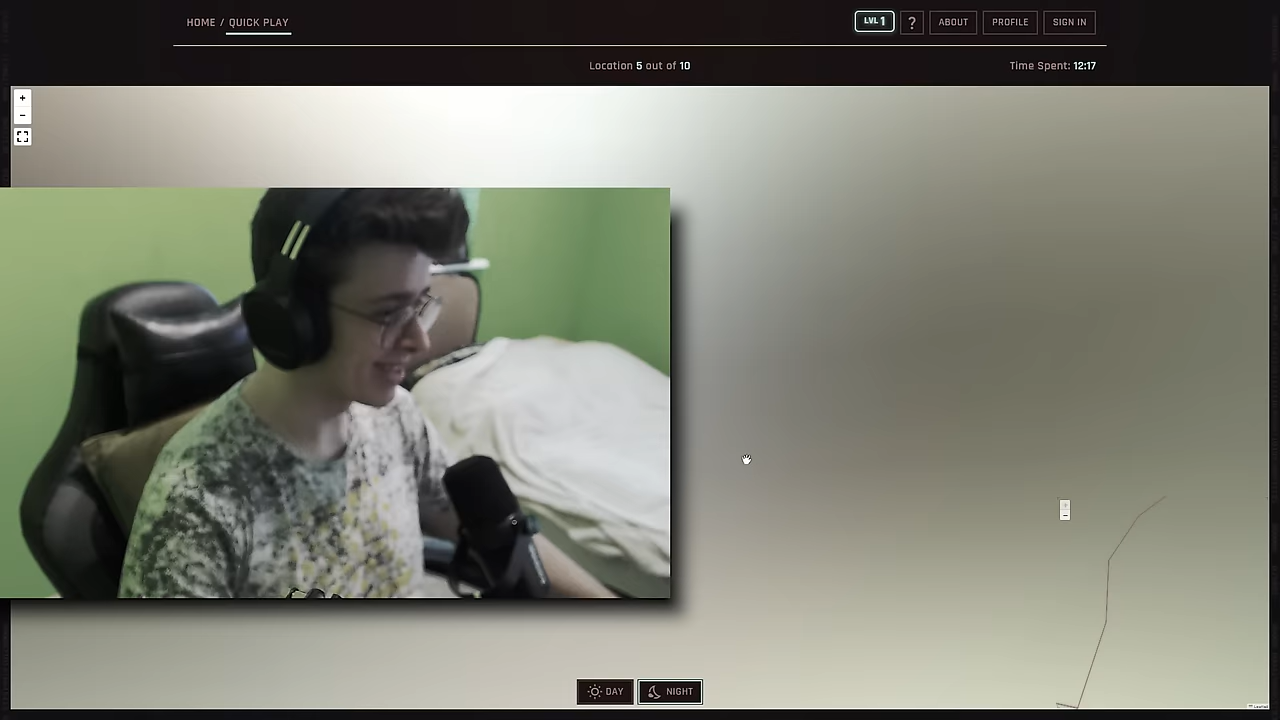 HOME / QUICK PLAY
LVL 1
?
ABOUT
PROFILE
SIGN IN
Location 5 out of 10
Time Spent: 12:17
+
−
+
−
DAY
NIGHT